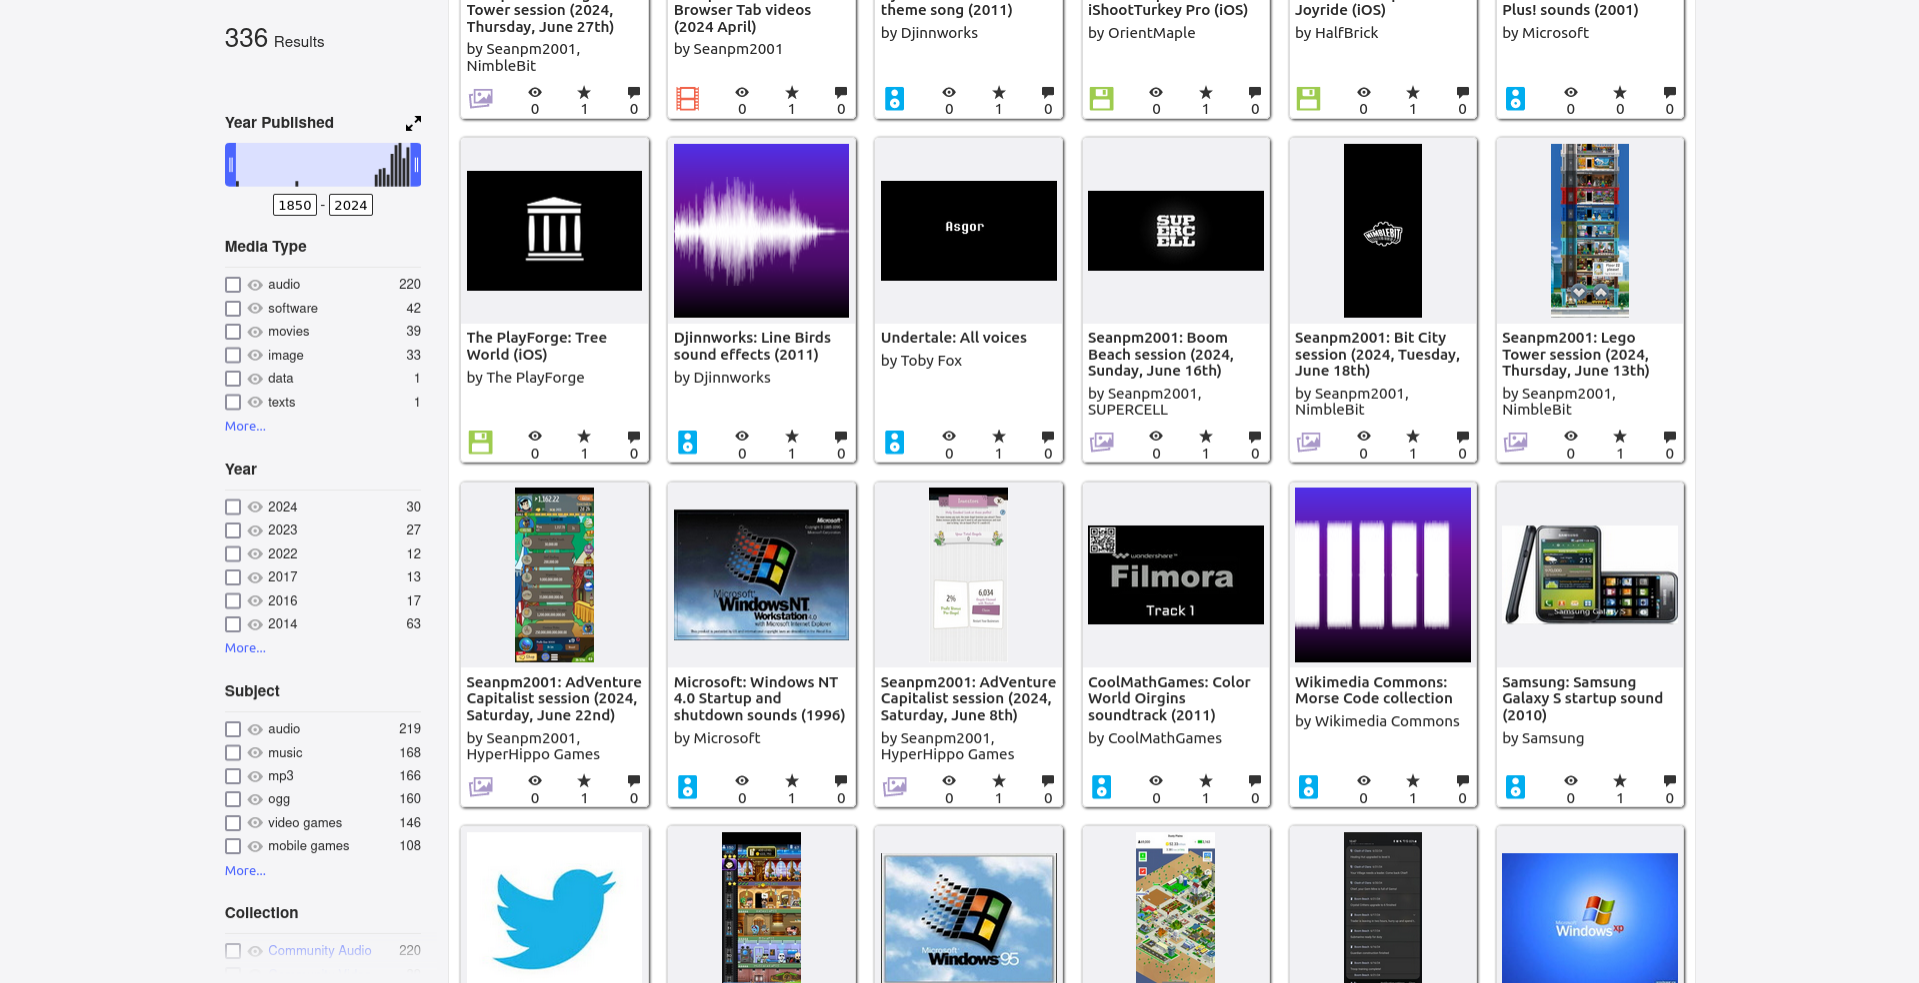 336 Results
Year Published
1850 - 2024
Media Type
audio 220
software 42
movies 39
image 33
data 1
texts 1
More...
Year
2024 30
2023 27
2022 12
2017 13
2016 17
2014 63
More...
Subject
audio 219
music 168
mp3 166
ogg 160
video games 146
mobile games 108
More...
Collection
Community Audio 220
Tower session (2024,
Thursday, June 27th)
by Seanpm2001,
NimbleBit
0 1 0
Browser Tab videos
(2024 April)
by Seanpm2001
0 1 0
theme song (2011)
by Djinnworks
0 1 0
iShootTurkey Pro (iOS)
by OrientMaple
0 1 0
Joyride (iOS)
by HalfBrick
0 1 0
Plus! sounds (2001)
by Microsoft
0 0 0
The PlayForge: Tree
World (iOS)
by The PlayForge
0 1 0
Djinnworks: Line Birds
sound effects (2011)
by Djinnworks
0 1 0
Asgor
Undertale: All voices
by Toby Fox
0 1 0
SUP
ERC
ELL
Seanpm2001: Boom
Beach session (2024,
Sunday, June 16th)
by Seanpm2001,
SUPERCELL
0 1 0
NIMBLEBIT
Seanpm2001: Bit City
session (2024, Tuesday,
June 18th)
by Seanpm2001,
NimbleBit
0 1 0
Seanpm2001: Lego
Tower session (2024,
Thursday, June 13th)
by Seanpm2001,
NimbleBit
0 1 0
Seanpm2001: AdVenture
Capitalist session (2024,
Saturday, June 22nd)
by Seanpm2001,
HyperHippo Games
0 1 0
Microsoft
Microsoft
Windows NT
Workstation 4.0
with Microsoft Internet Explorer
Microsoft: Windows NT
4.0 Startup and
shutdown sounds (1996)
by Microsoft
0 1 0
2%
6,034
Seanpm2001: AdVenture
Capitalist session (2024,
Saturday, June 8th)
by Seanpm2001,
HyperHippo Games
0 1 0
wondershare™
Filmora
Track 1
CoolMathGames: Color
World Oirgins
soundtrack (2011)
by CoolMathGames
0 1 0
Wikimedia Commons:
Morse Code collection
by Wikimedia Commons
0 1 0
Samsung Galaxy S
Samsung: Samsung
Galaxy S startup sound
(2010)
by Samsung
0 1 0
Microsoft
Windows 95
Microsoft
Windows xp